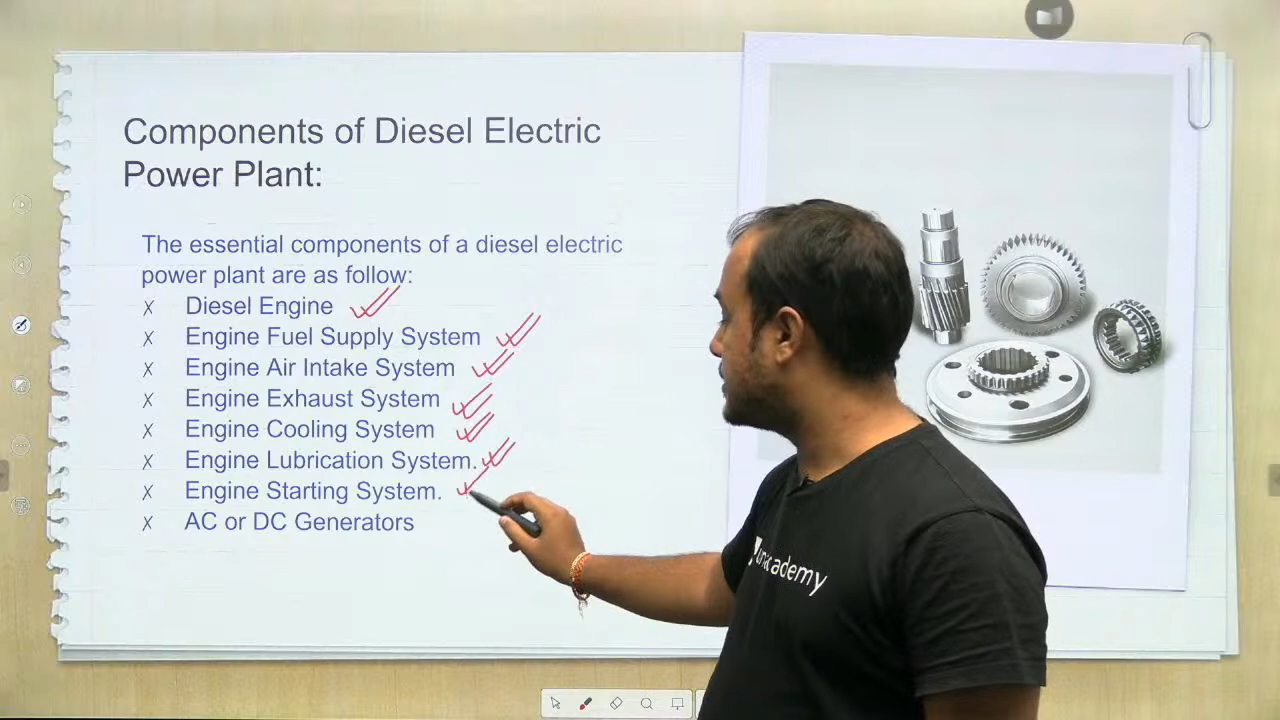 Components of Diesel Electric
Power Plant:
The essential components of a diesel electric
power plant are as follow:
Diesel Engine
Engine Fuel Supply System
Engine Air Intake System
Engine Exhaust System
Engine Cooling System
Engine Lubrication System.
Engine Starting System.
AC or DC Generators
unacademy